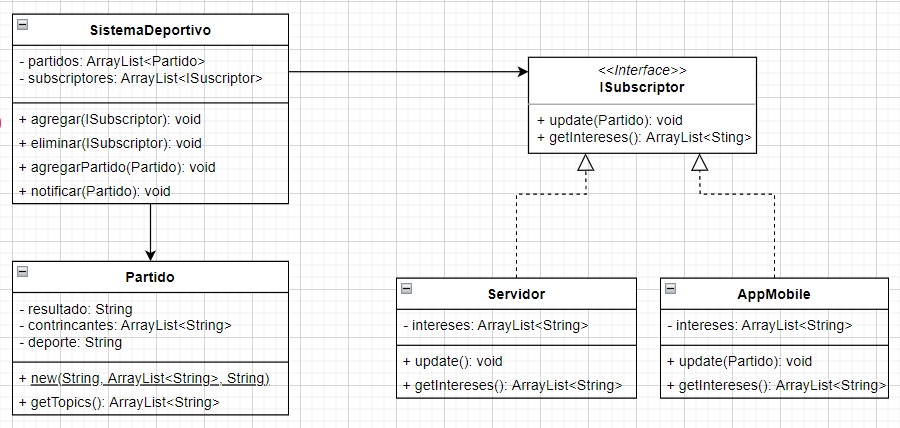 SistemaDeportivo
- partidos: ArrayList<Partido>
- subscriptores: ArrayList<ISuscriptor>
+ agregar(ISubscriptor): void
+ eliminar(ISubscriptor): void
+ agregarPartido(Partido): void
+ notificar(Partido): void
<<Interface>>
ISubscriptor
+ update(Partido): void
+ getIntereses(): ArrayList<Sting>
Partido
- resultado: String
- contrincantes: ArrayList<String>
- deporte: String
+ new(String, ArrayList<String>, String)
+ getTopics(): ArrayList<String>
Servidor
- intereses: ArrayList<String>
+ update(): void
+ getIntereses(): ArrayList<String>
AppMobile
- intereses: ArrayList<String>
+ update(Partido): void
+ getIntereses(): ArrayList<String>